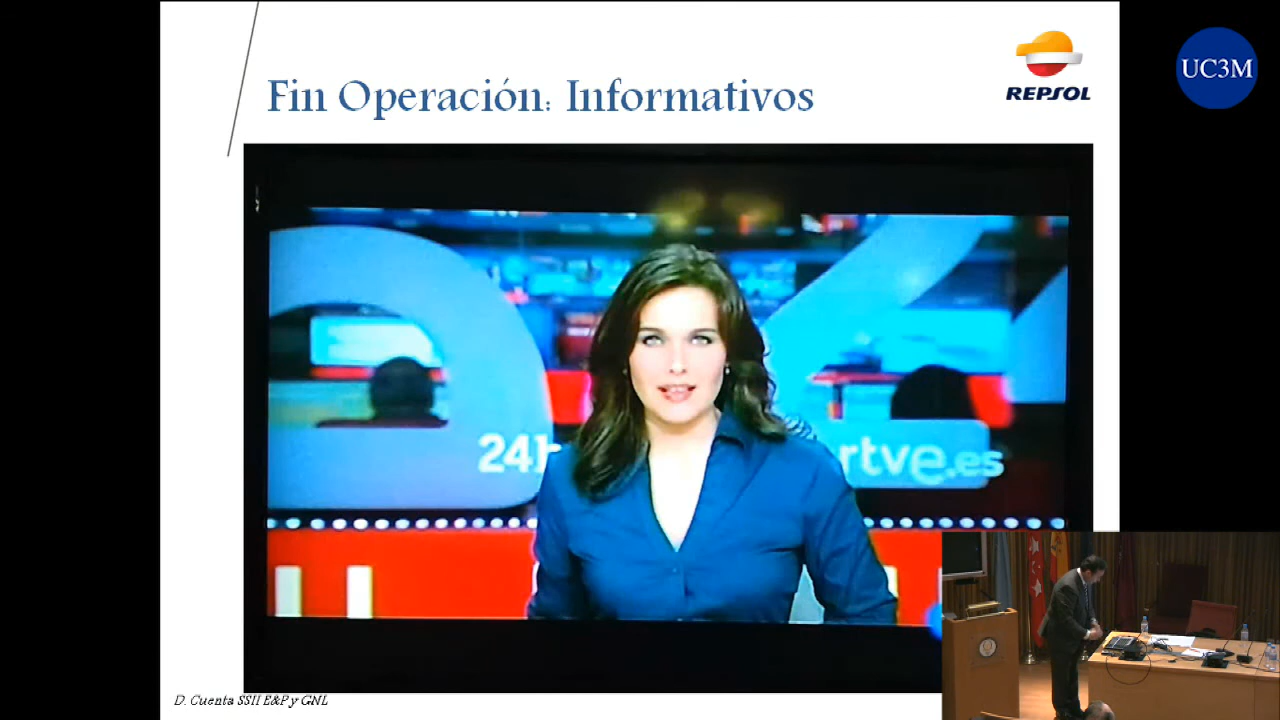 Fin Operación: Informativos
REPSOL
UC3M
24h
rtve.es
D. Cuenta SSII E&P y GNL